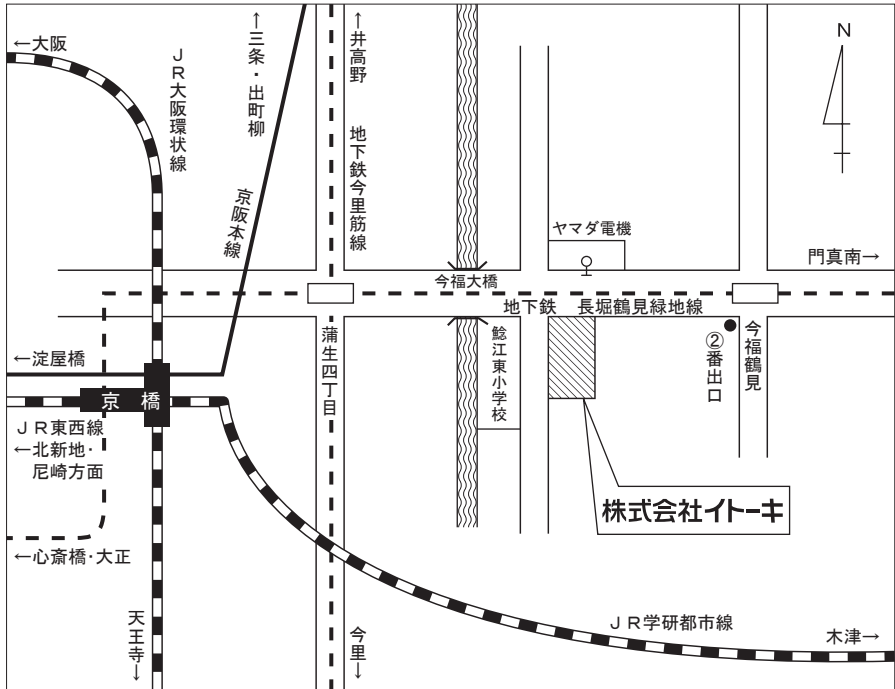 ←大阪
JR大阪環状線
←三条・出町柳
京阪本線
←井高野
地下鉄今里筋線
N
ヤマダ電機
門真南→
今福大橋
地下鉄 長堀鶴見緑地線
←淀屋橋
京橋
蒲生四丁目
鯰江東小学校
②番出口
今福鶴見
JR東西線
←北新地・
尼崎方面
株式会社イトーキ
←心斎橋・大正
天王寺→
今里→
JR学研都市線
木津→